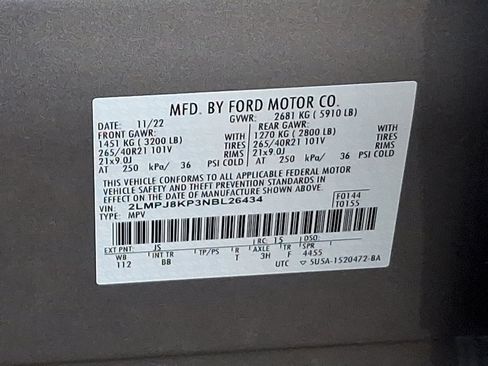 MFD. BY FORD MOTOR CO.
DATE: 11/22 GVWR: 2681 KG ( 5910 LB)
FRONT GAWR: REAR GAWR:
1451 KG ( 3200 LB) WITH 1270 KG ( 2800 LB) WITH
265/40R21 101V TIRES 265/40R21 101V TIRES
21x9.0J RIMS 21x9.0J RIMS
AT 250 kPa/ 36 PSI COLD AT 250 kPa/ 36 PSI COLD
THIS VEHICLE CONFORMS TO ALL APPLICABLE FEDERAL MOTOR
VEHICLE SAFETY AND BUMPER AND THEFT PREVENTION STANDARDS IN
EFFECT ON THE DATE OF MANUFACTURE SHOWN ABOVE.
VIN: 2LMPJ8KP3NBL26434 F0144
TYPE: MPV T0155
EXT PNT: JS RC: 15 DSO:
WB INT TR TP/PS R AXLE TR SPR
112 BB T 3H F 4455
UTC ▽ 5U5A-1520472-BA